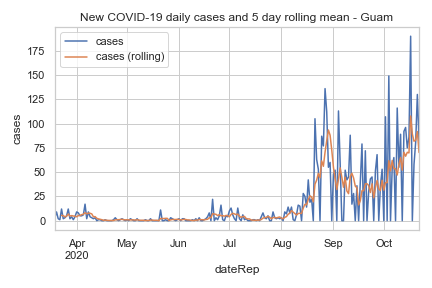 New COVID-19 daily cases and 5 day rolling mean - Guam
cases
cases (rolling)
175
150
125
100
75
50
25
0
cases
Apr
2020
May
Jun
Jul
Aug
Sep
Oct
dateRep